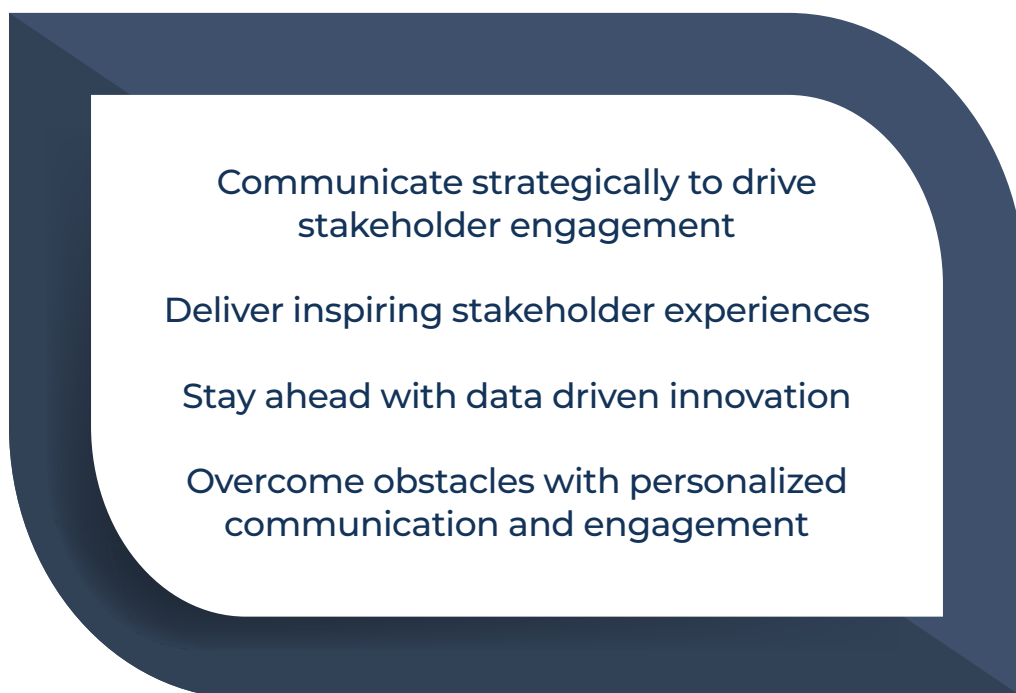 Communicate strategically to drive
stakeholder engagement
Deliver inspiring stakeholder experiences
Stay ahead with data driven innovation
Overcome obstacles with personalized
communication and engagement